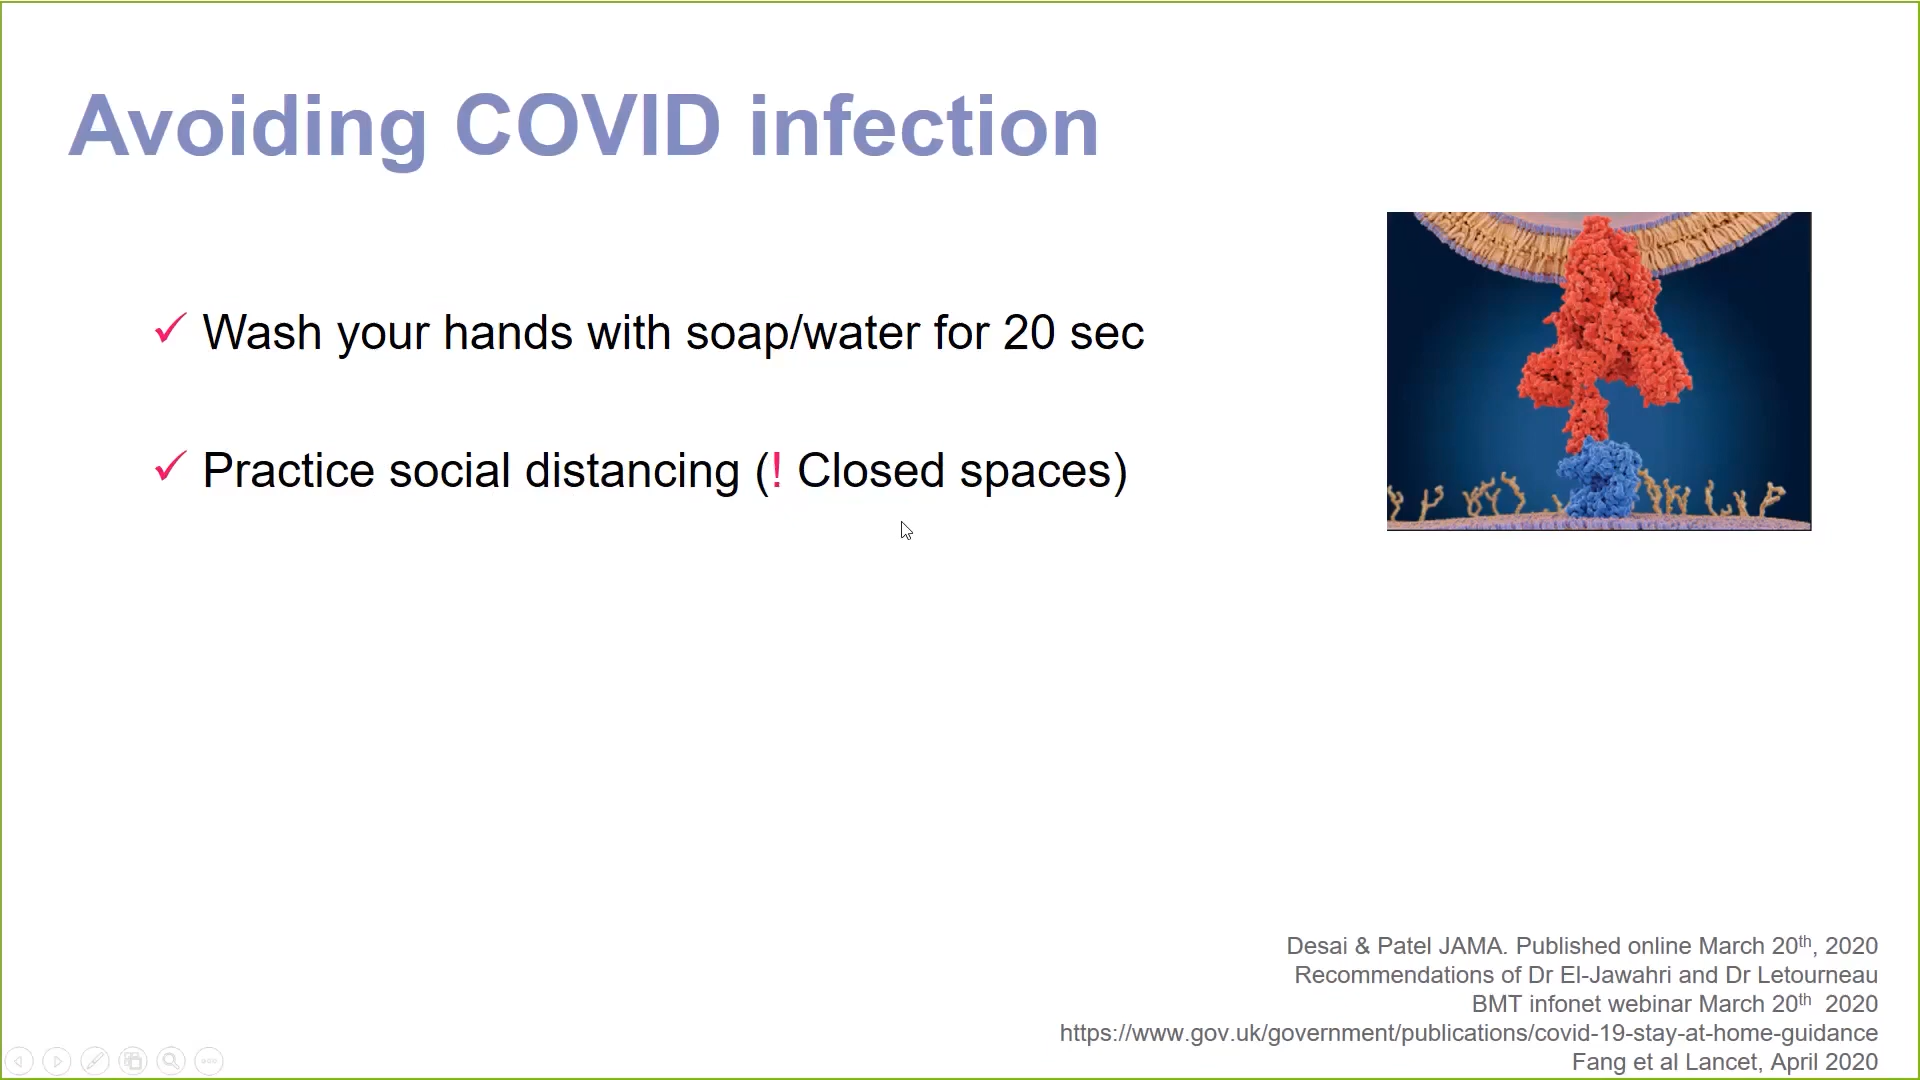 Avoiding COVID infection
✓ Wash your hands with soap/water for 20 sec
✓ Practice social distancing (! Closed spaces)
Desai & Patel JAMA. Published online March 20th, 2020
Recommendations of Dr El-Jawahri and Dr Letourneau
BMT infonet webinar March 20th 2020
https://www.gov.uk/government/publications/covid-19-stay-at-home-guidance
Fang et al Lancet, April 2020